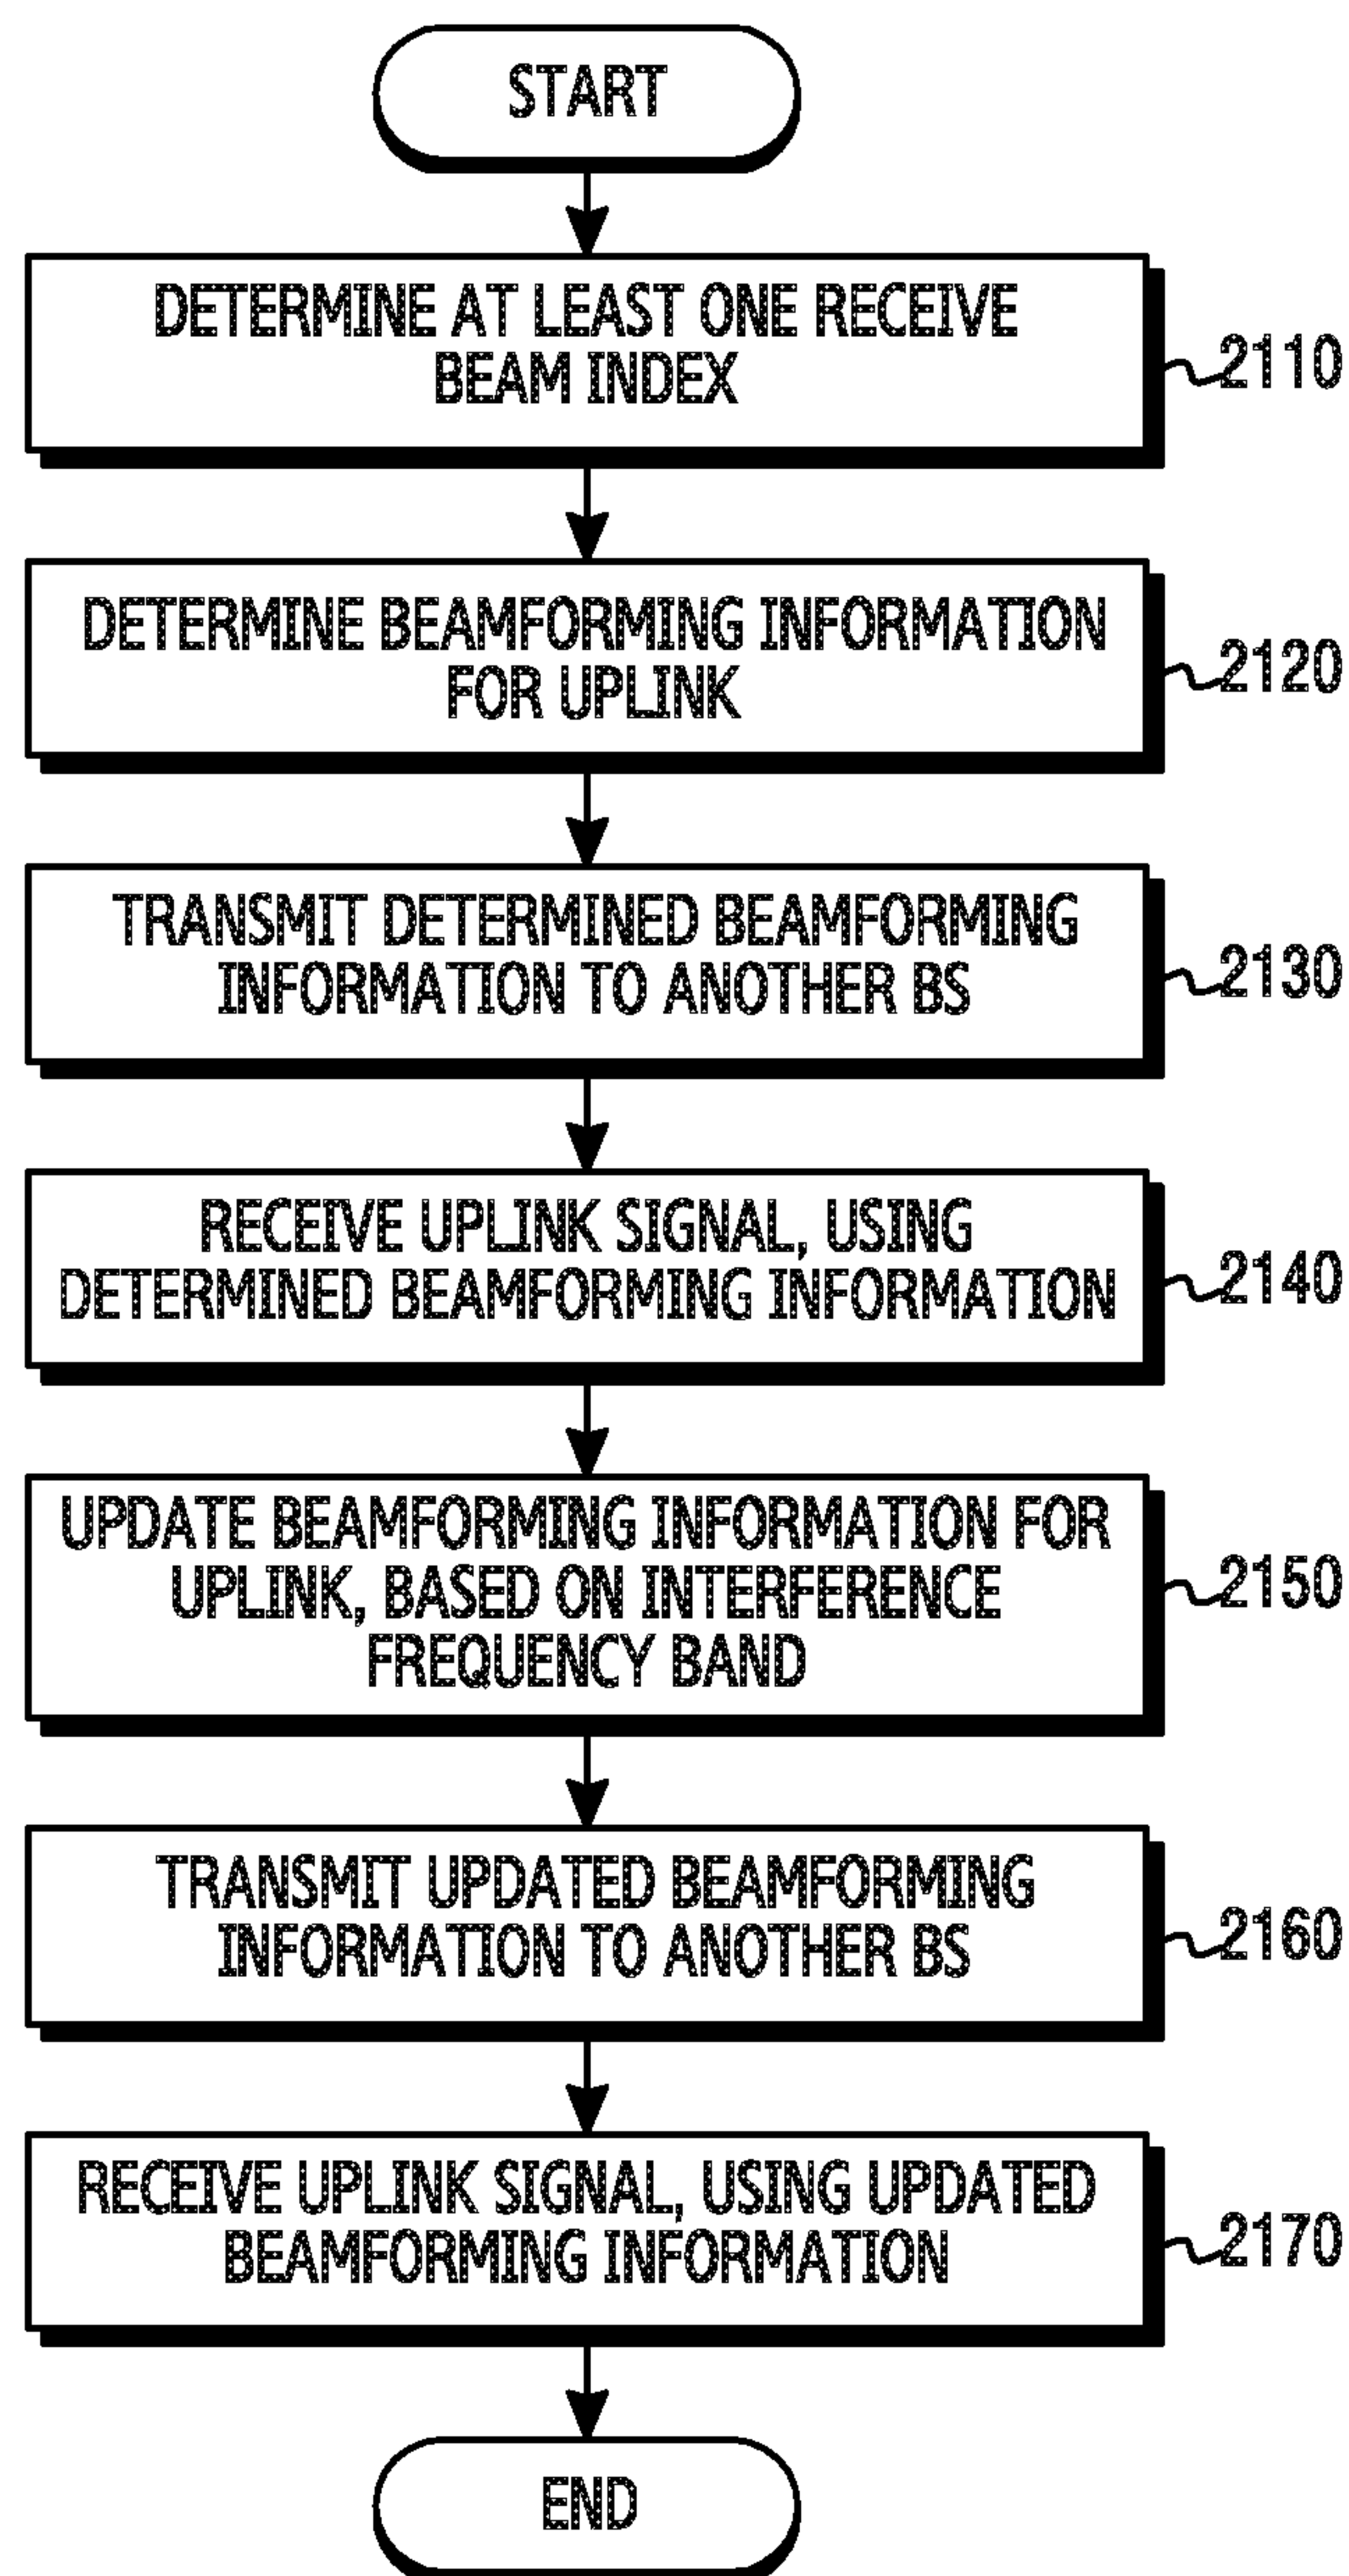 START
DETERMINE AT LEAST ONE RECEIVE
BEAM INDEX
2110
DETERMINE BEAMFORMING INFORMATION
FOR UPLINK
2120
TRANSMIT DETERMINED BEAMFORMING
INFORMATION TO ANOTHER BS
2130
RECEIVE UPLINK SIGNAL, USING
DETERMINED BEAMFORMING INFORMATION
2140
UPDATE BEAMFORMING INFORMATION FOR
UPLINK, BASED ON INTERFERENCE
FREQUENCY BAND
2150
TRANSMIT UPDATED BEAMFORMING
INFORMATION TO ANOTHER BS
2160
RECEIVE UPLINK SIGNAL, USING UPDATED
BEAMFORMING INFORMATION
2170
END